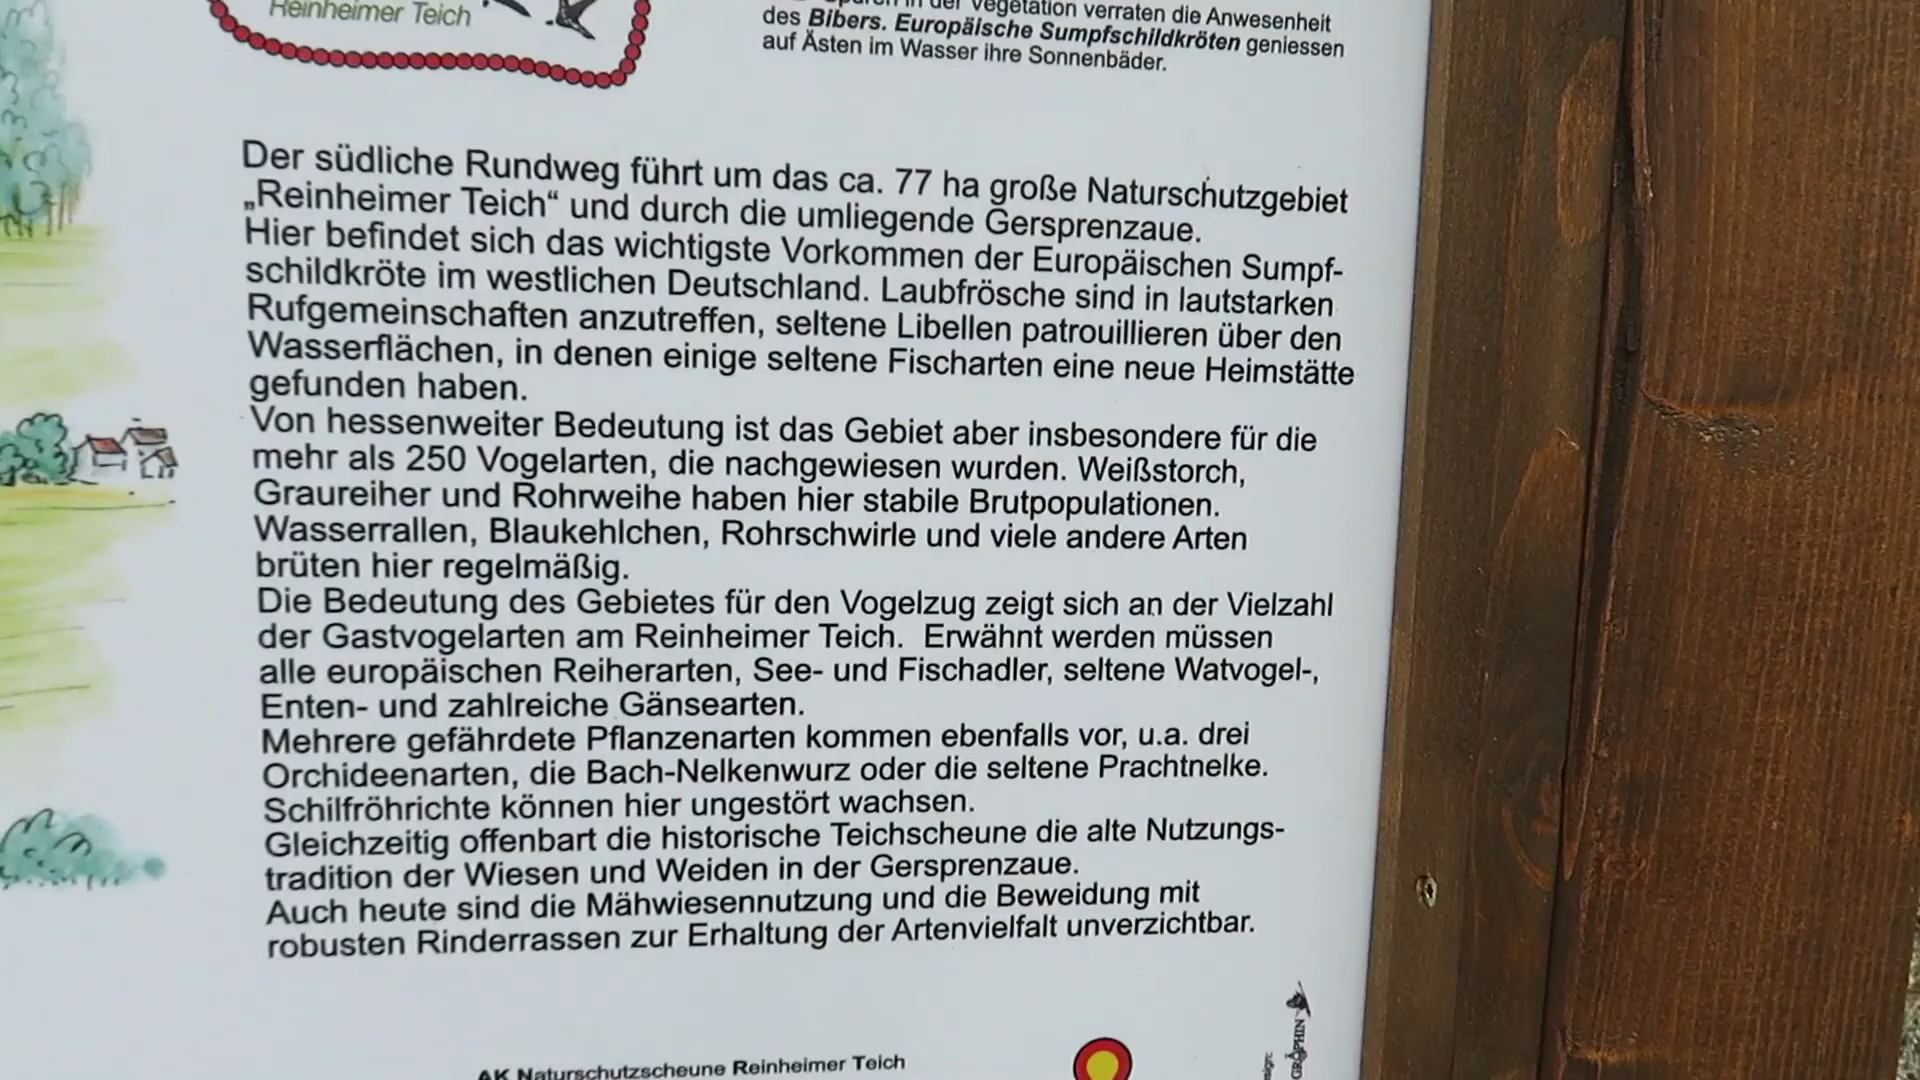 Reinheimer Teich
in der Vegetation verraten die Anwesenheit
des Bibers. Europäische Sumpfschildkröten geniessen
auf Ästen im Wasser ihre Sonnenbäder.
Der südliche Rundweg führt um das ca. 77 ha große Naturschutzgebiet
„Reinheimer Teich“ und durch die umliegende Gersprenzaue.
Hier befindet sich das wichtigste Vorkommen der Europäischen Sumpf-
schildkröte im westlichen Deutschland. Laubfrösche sind in lautstarken
Rufgemeinschaften anzutreffen, seltene Libellen patrouillieren über den
Wasserflächen, in denen einige seltene Fischarten eine neue Heimstätte
gefunden haben.
Von hessenweiter Bedeutung ist das Gebiet aber insbesondere für die
mehr als 250 Vogelarten, die nachgewiesen wurden. Weißstorch,
Graureiher und Rohrweihe haben hier stabile Brutpopulationen.
Wasserrallen, Blaukehlchen, Rohrschwirle und viele andere Arten
brüten hier regelmäßig.
Die Bedeutung des Gebietes für den Vogelzug zeigt sich an der Vielzahl
der Gastvogelarten am Reinheimer Teich. Erwähnt werden müssen
alle europäischen Reiherarten, See- und Fischadler, seltene Watvogel-,
Enten- und zahlreiche Gänsearten.
Mehrere gefährdete Pflanzenarten kommen ebenfalls vor, u.a. drei
Orchideenarten, die Bach-Nelkenwurz oder die seltene Prachtnelke.
Schilfröhrichte können hier ungestört wachsen.
Gleichzeitig offenbart die historische Teichscheune die alte Nutzungs-
tradition der Wiesen und Weiden in der Gersprenzaue.
Auch heute sind die Mähwiesennutzung und die Beweidung mit
robusten Rinderrassen zur Erhaltung der Artenvielfalt unverzichtbar.
AK Naturschutzscheune Reinheimer Teich